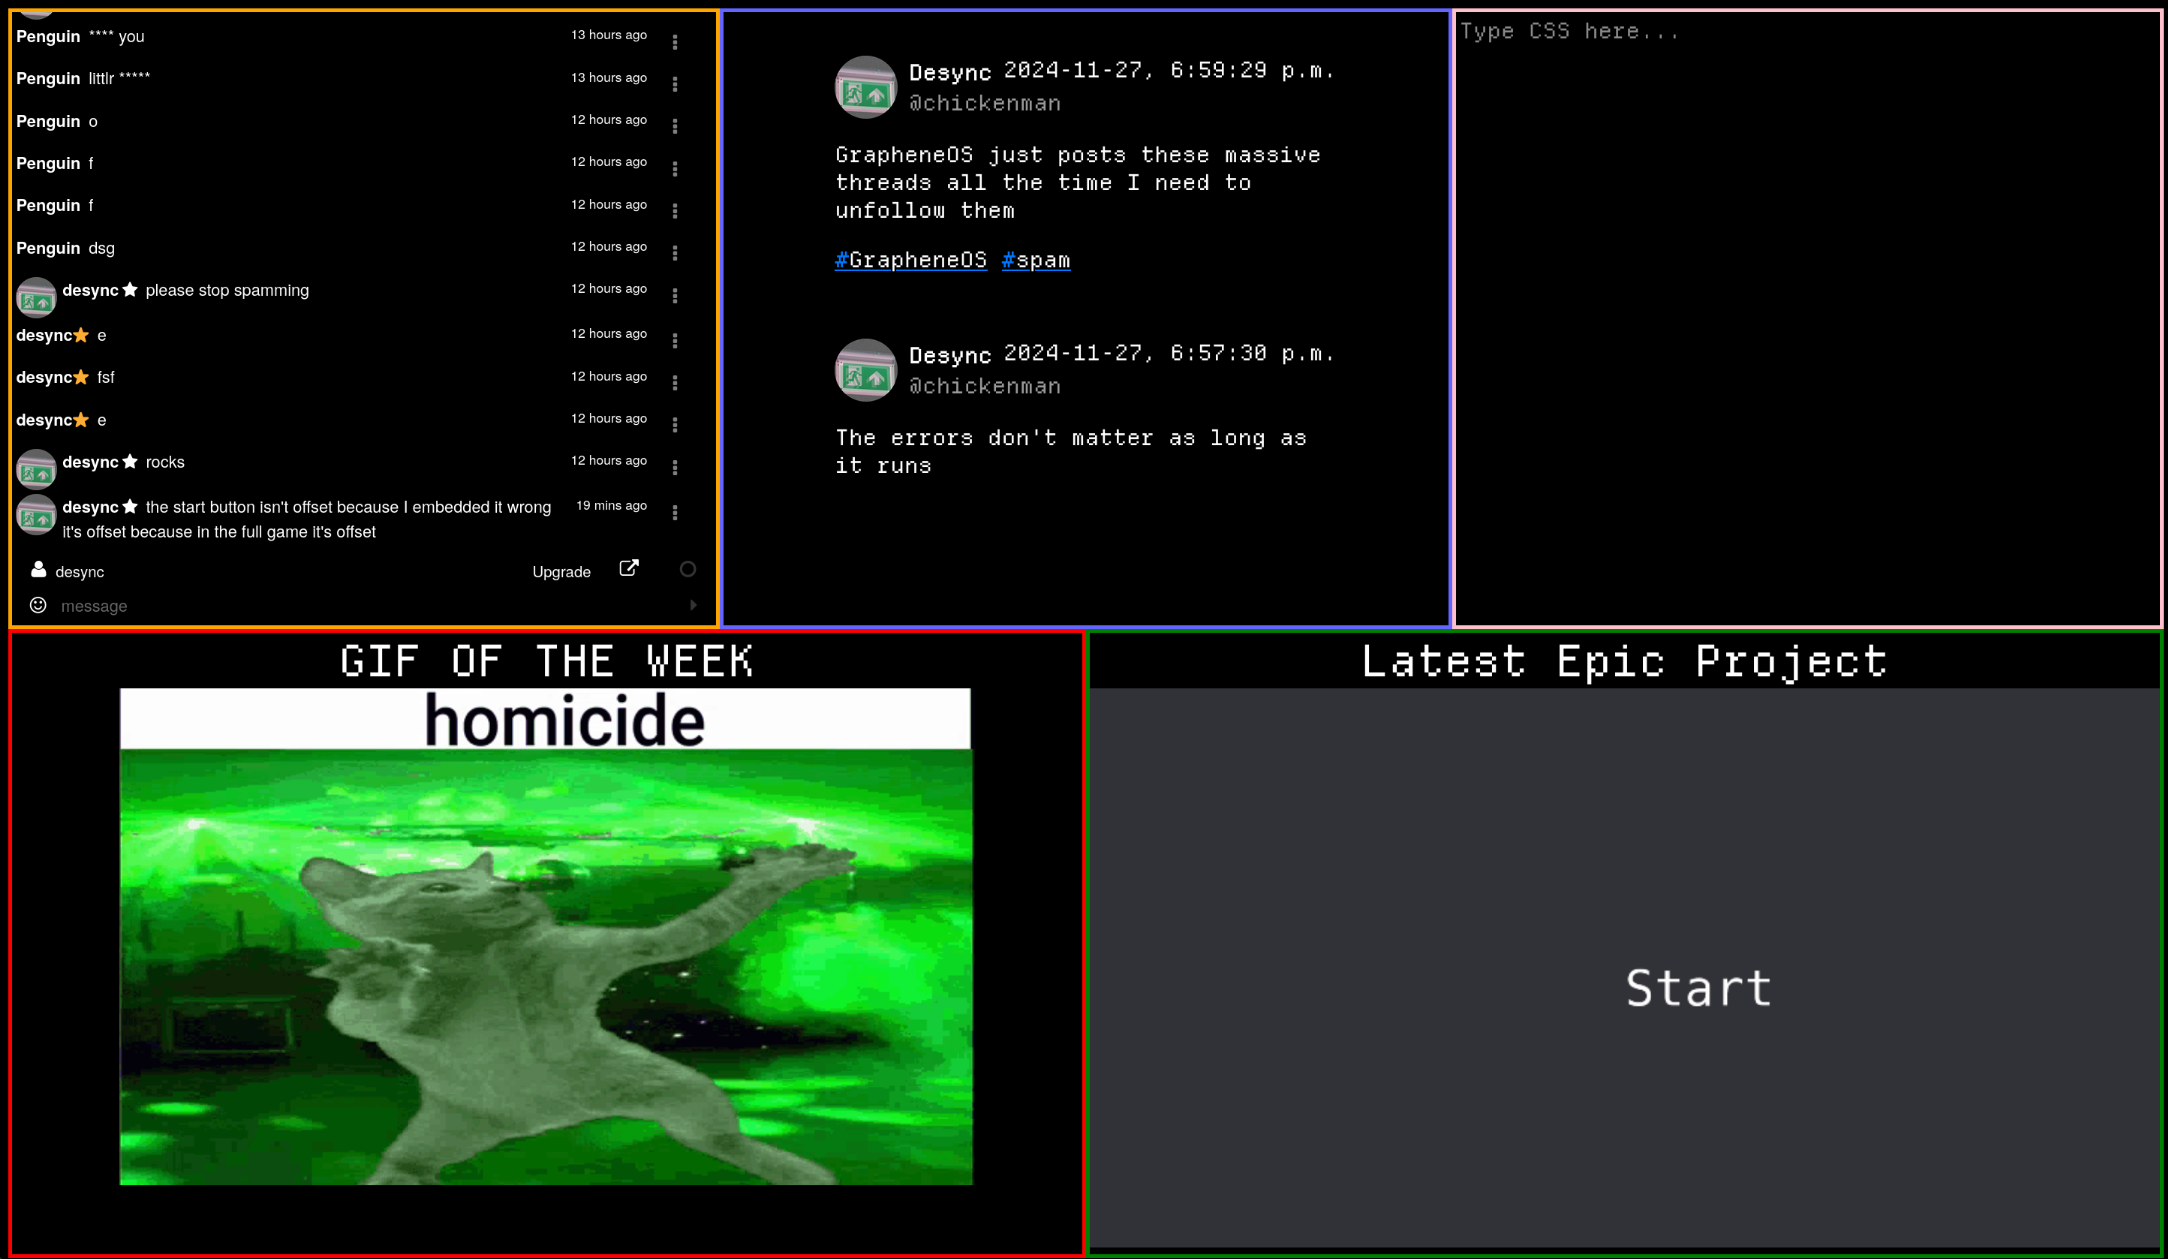 Penguin **** you 13 hours ago
Penguin littlr ***** 13 hours ago
Penguin o 12 hours ago
Penguin f 12 hours ago
Penguin f 12 hours ago
Penguin dsg 12 hours ago
desync please stop spamming 12 hours ago
desync e 12 hours ago
desync fsf 12 hours ago
desync e 12 hours ago
desync rocks 12 hours ago
desync the start button isn't offset because I embedded it wrong 19 mins ago
it's offset because in the full game it's offset
desync Upgrade
message
Desync 2024-11-27, 6:59:29 p.m.
@chickenman
GrapheneOS just posts these massive
threads all the time I need to
unfollow them
#GrapheneOS #spam
Desync 2024-11-27, 6:57:30 p.m.
@chickenman
The errors don't matter as long as
it runs
Type CSS here...
GIF OF THE WEEK
homicide
Latest Epic Project
Start